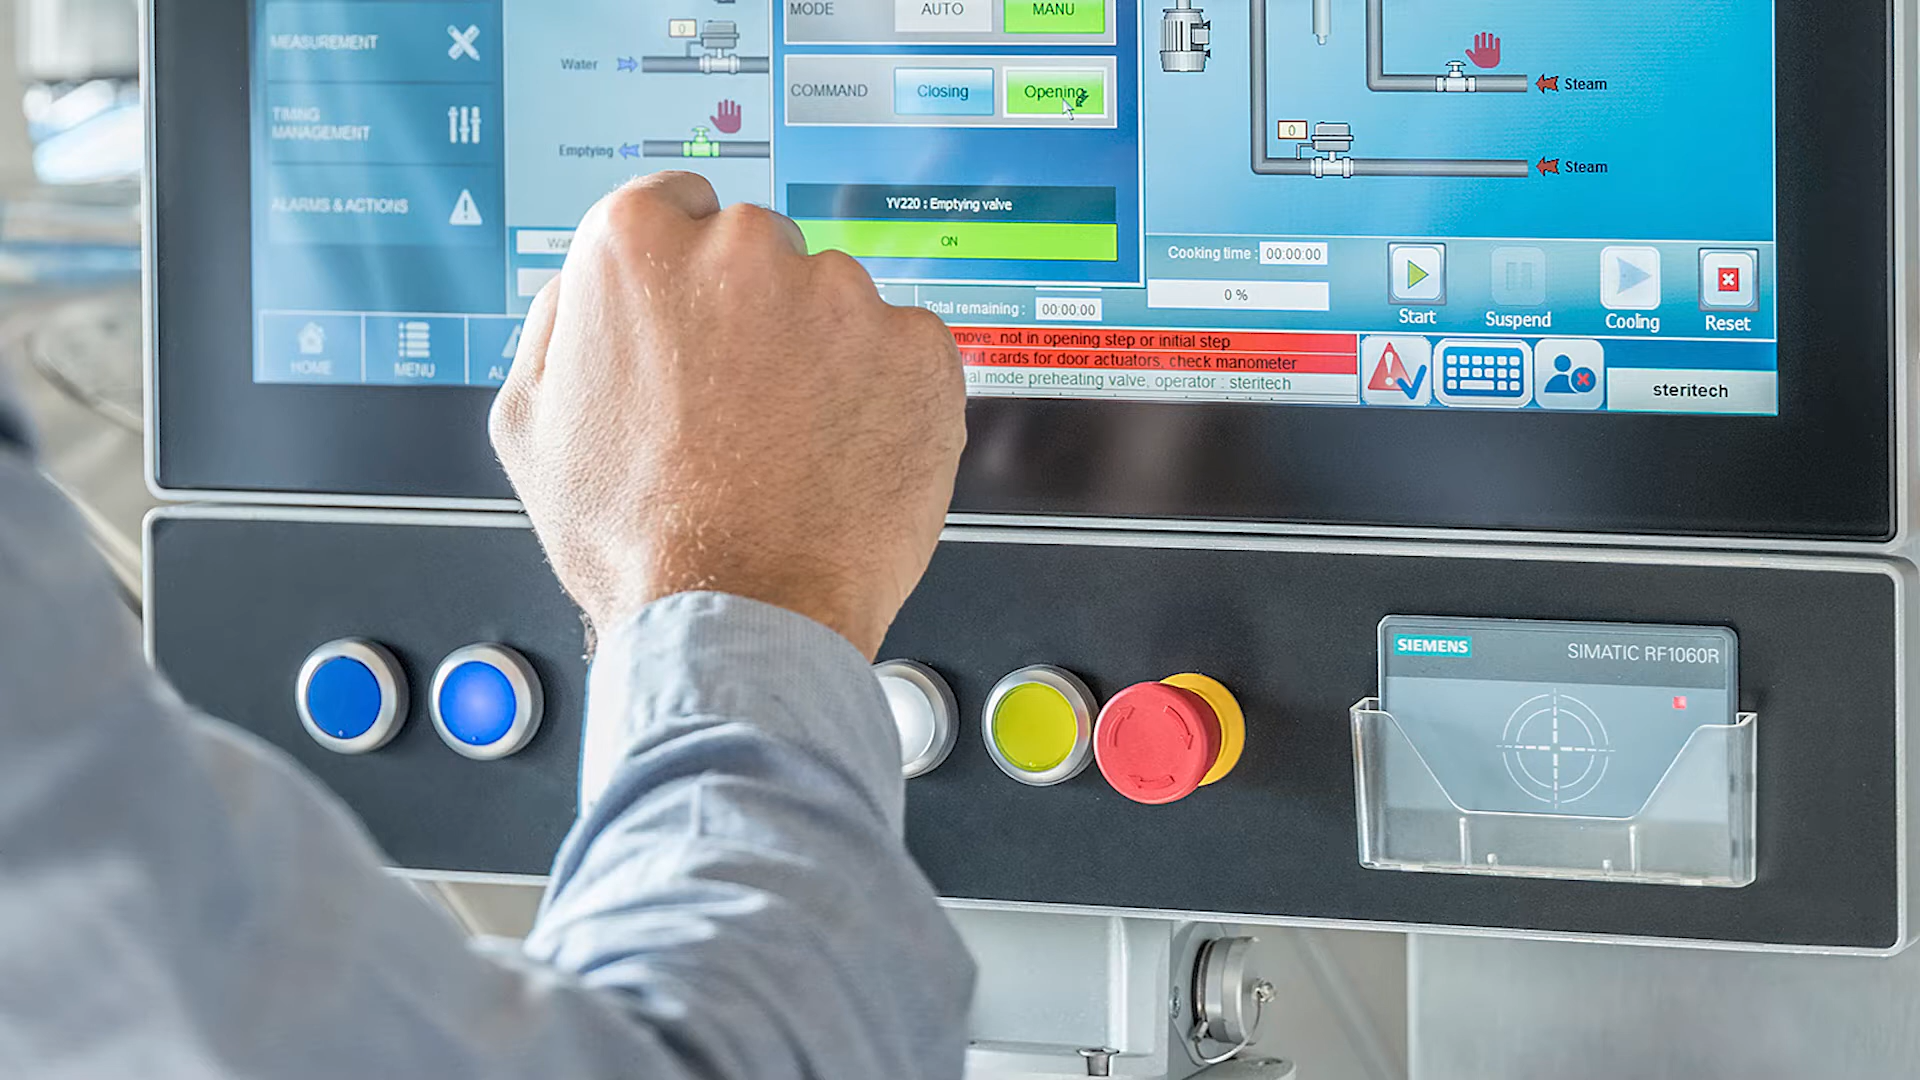 MEASUREMENT
TIMING
MANAGEMENT
ALARMS & ACTIONS
HOME
MENU
0
Water
Emptying
MODE
AUTO
MANU
COMMAND
Closing
Opening
YV220 : Emptying valve
ON
Total remaining :
00:00:00
Steam
0
Steam
Cooking time :
00:00:00
0 %
Start
Suspend
Cooling
Reset
move, not in opening step or initial step
cards for door actuators, check manometer
mode preheating valve, operator : steritech
steritech
SIEMENS
SIMATIC RF1060R